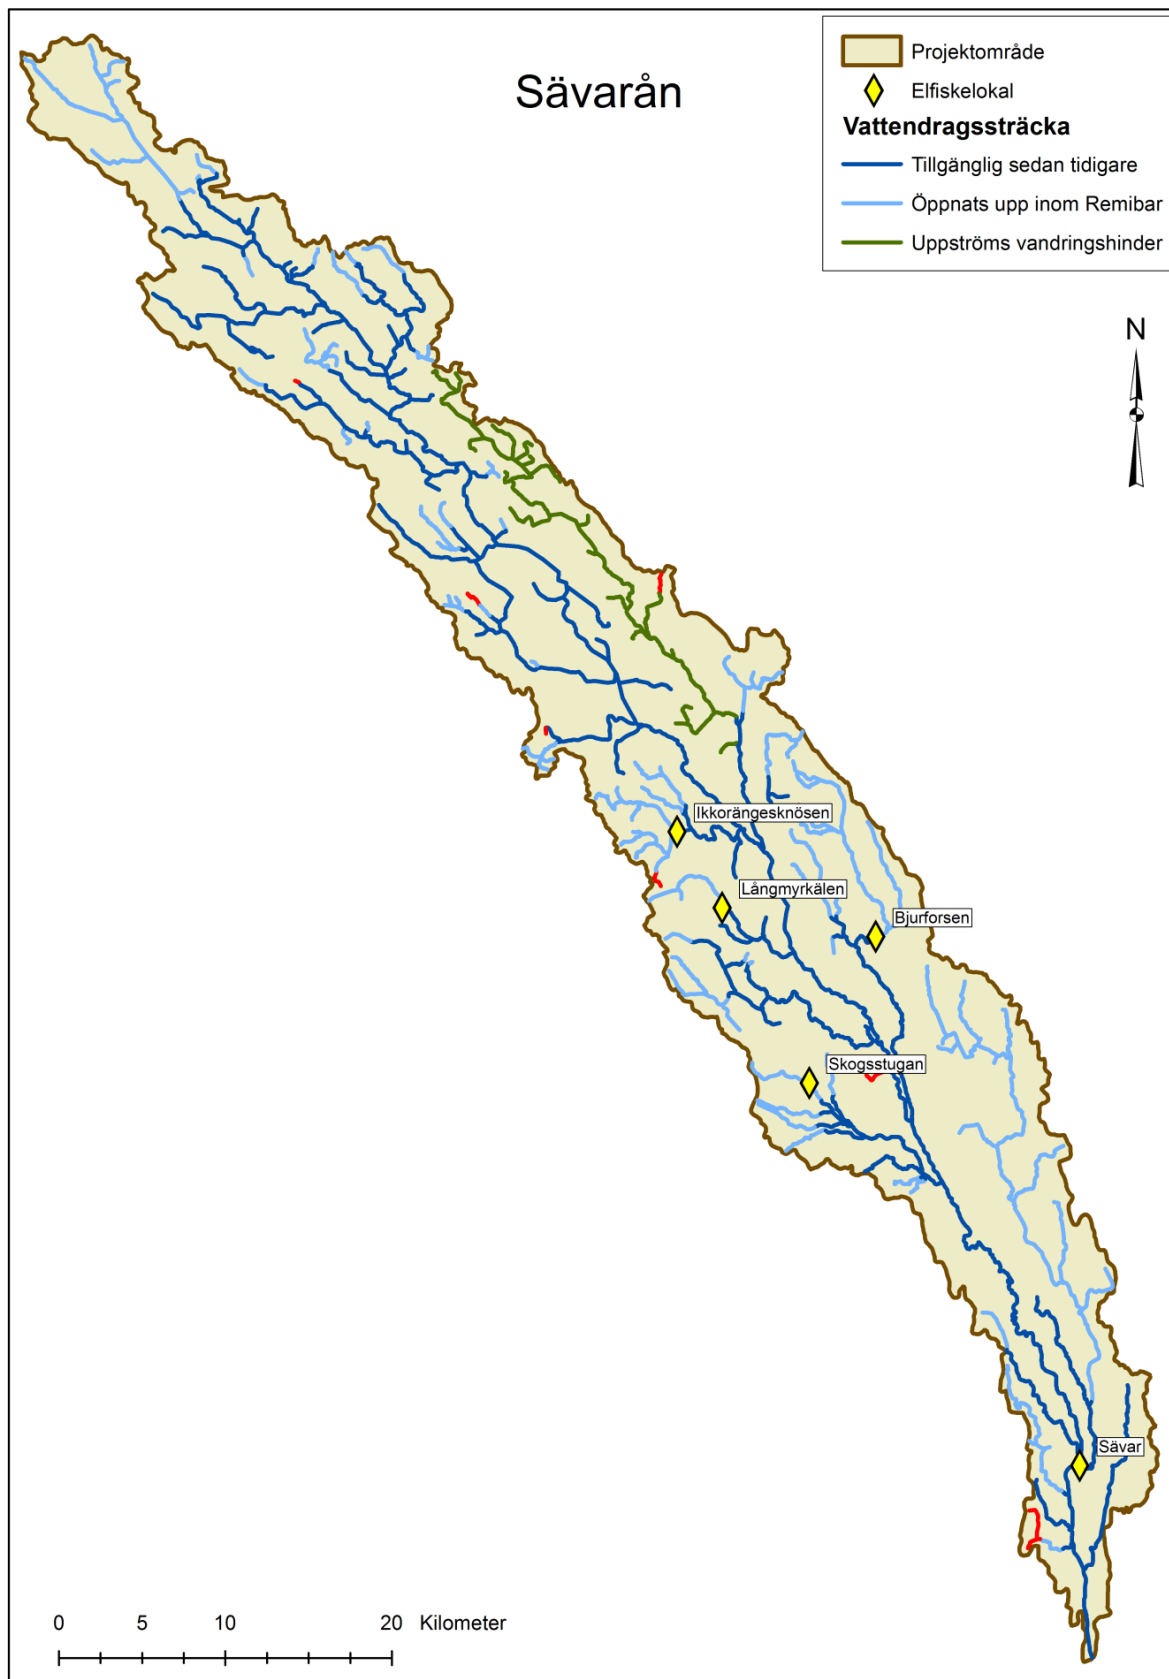 Sävarån
Projektområde
Elfiskelokal
Vattendragssträcka
Tillgänglig sedan tidigare
Öppnats upp inom Remibar
Uppströms vandringshinder
N
Ikkorängesknösen
Långmyrkälen
Bjurforsen
Skogsstugan
Sävar
0 5 10 20 Kilometer